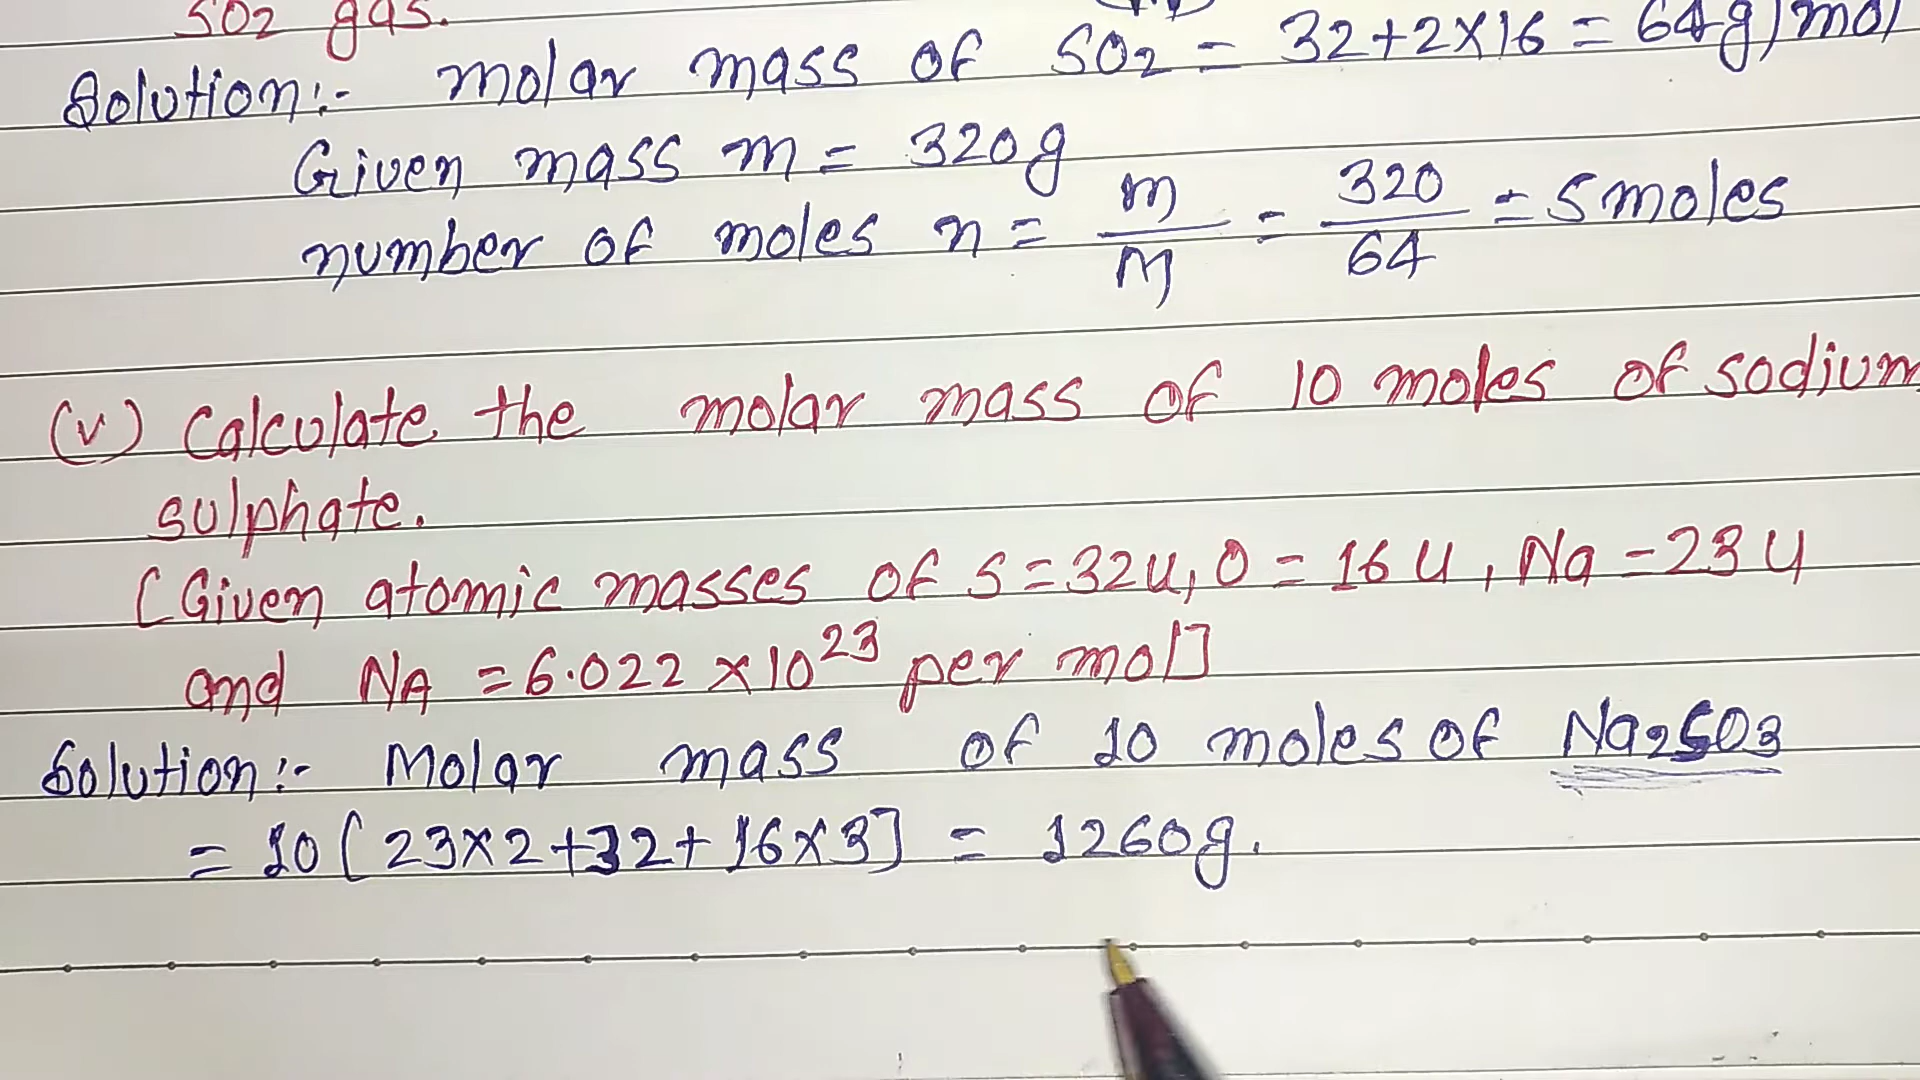 SO2 gas.
Solution:- molar mass of SO2 = 32+2×16 = 64g/mol
Given mass m = 320g
number of moles n = m/M = 320/64 = 5moles
(v) Calculate the molar mass of 10 moles of sodium
sulphate.
[Given atomic masses of S=32u, O = 16 u, Na = 23 u
and NA = 6.022 × 10²³ per mol]
Solution:- Molar mass of 10 moles of Na2SO3
= 10[23×2+32+16×3] = 1260g.